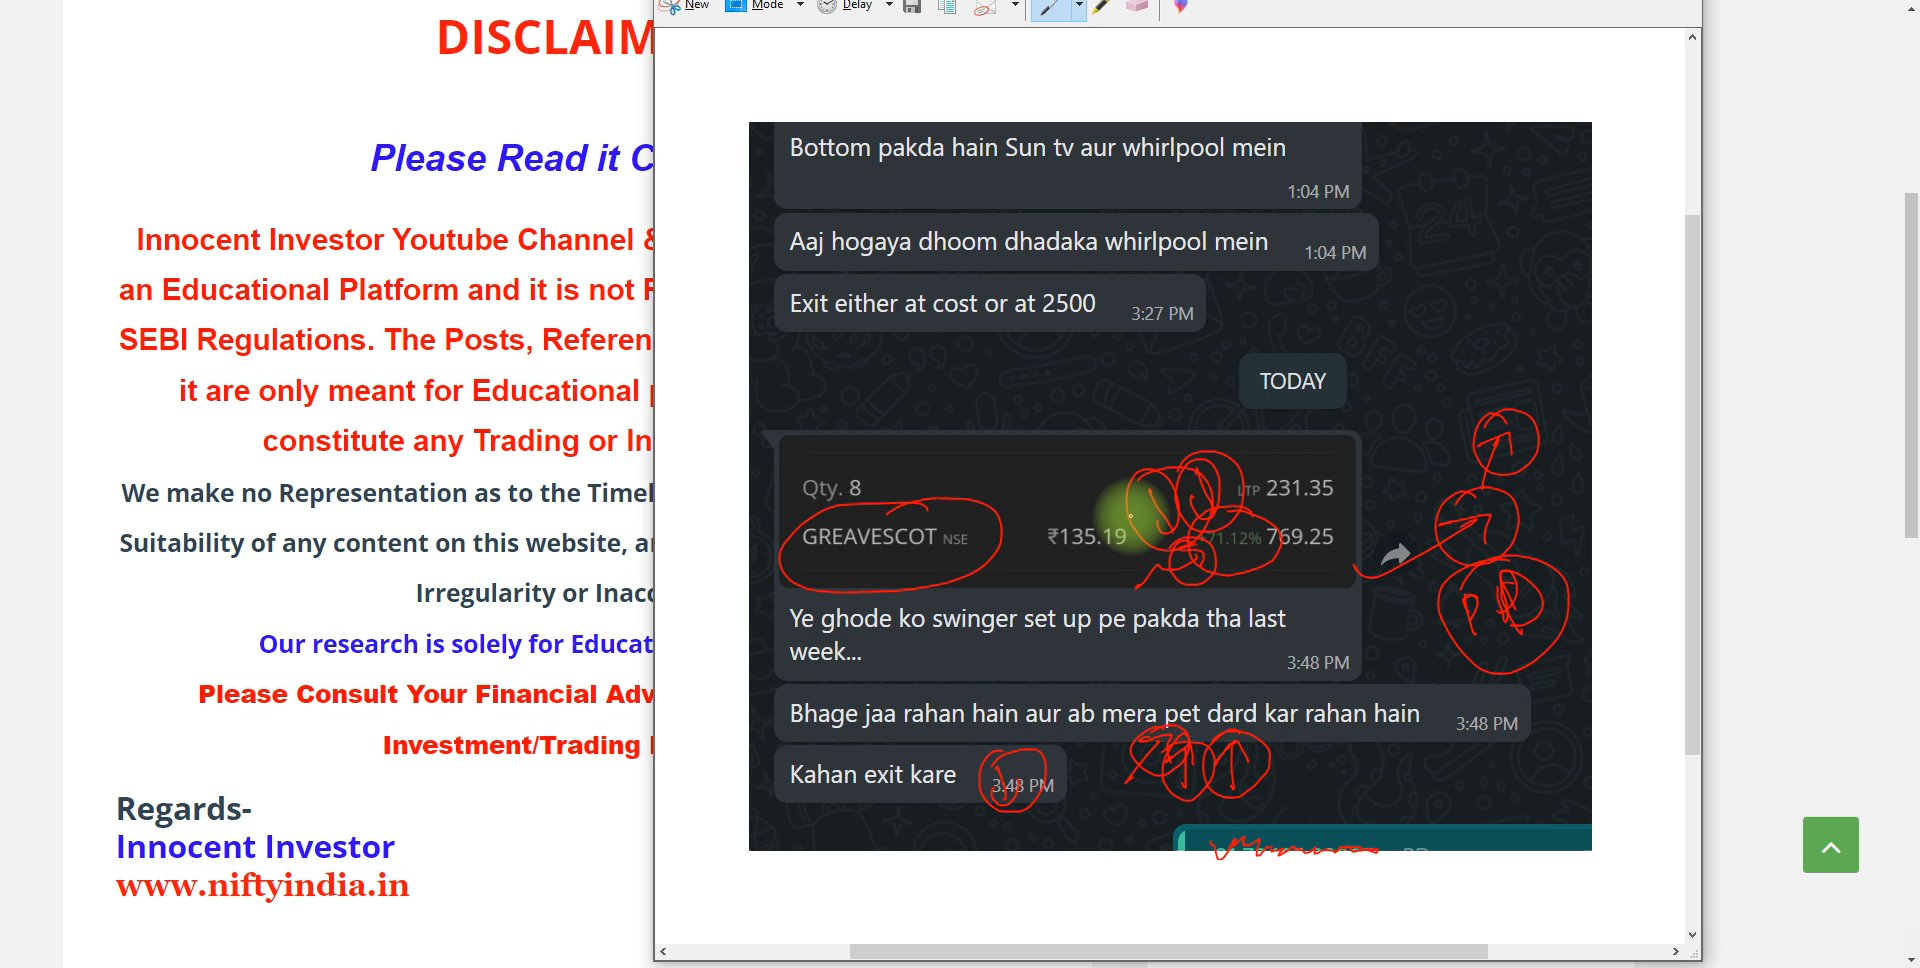 DISCLAIM
Please Read it C
Innocent Investor Youtube Channel &
an Educational Platform and it is not
SEBI Regulations. The Posts, Referen
it are only meant for Educational
constitute any Trading or In
We make no Representation as to the Timel
Suitability of any content on this website, a
Irregularity or Inacc
Our research is solely for Educat
Please Consult Your Financial Adv
Investment/Trading
Regards-
Innocent Investor
www.niftyindia.in
New Mode Delay
Bottom pakda hain Sun tv aur whirlpool mein
1:04 PM
Aaj hogaya dhoom dhadaka whirlpool mein 1:04 PM
Exit either at cost or at 2500 3:27 PM
TODAY
Qty. 8 LTP 231.35
GREAVESCOT NSE ₹135.19 71.12% 769.25
Ye ghode ko swinger set up pe pakda tha last
week...
3:48 PM
Bhage jaa rahan hain aur ab mera pet dard kar rahan hain 3:48 PM
Kahan exit kare 3:48 PM